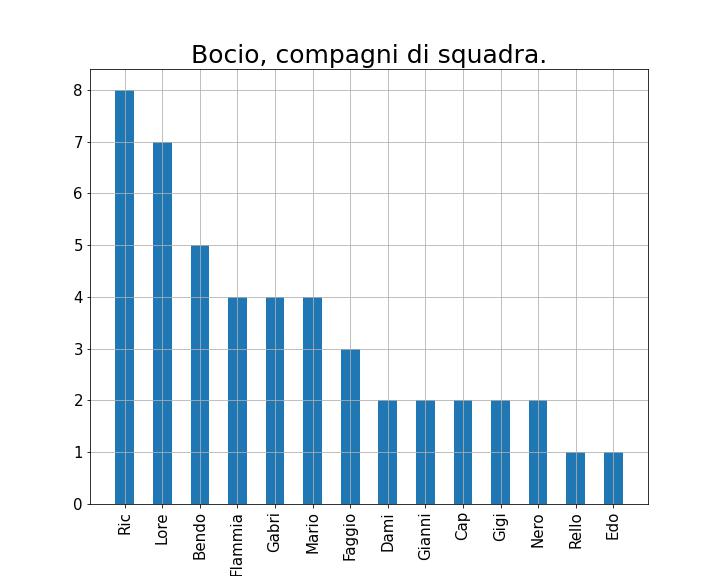 Bocio, compagni di squadra.
8
7
6
5
4
3
2
1
0
Ric
Lore
Bendo
Flammia
Gabri
Mario
Faggio
Dami
Gianni
Cap
Gigi
Nero
Rello
Edo